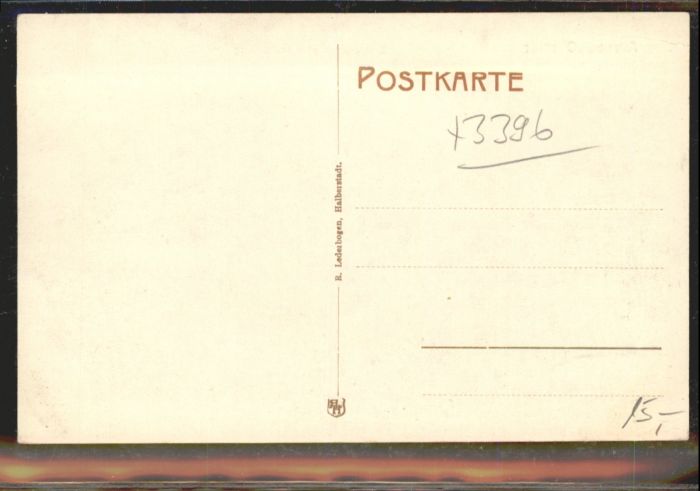 POSTKARTE
x3396
R. Lederbogen, Halberstadt.
15,-